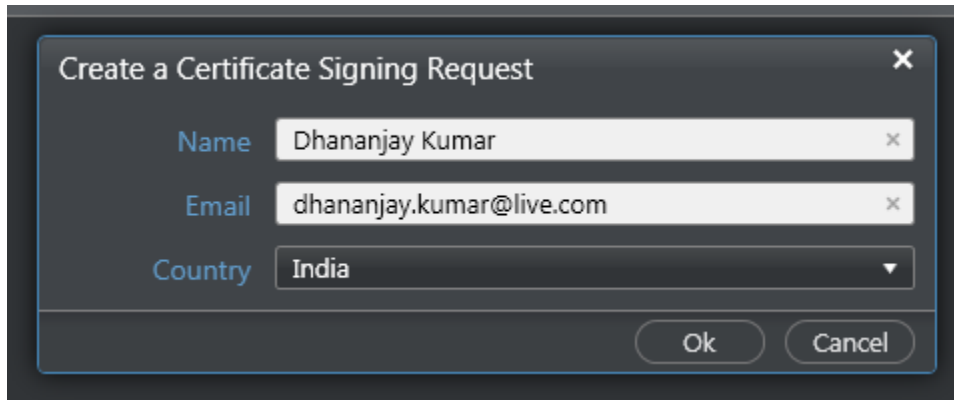 Create a Certificate Signing Request
Name Dhananjay Kumar
Email dhananjay.kumar@live.com
Country India
Ok Cancel